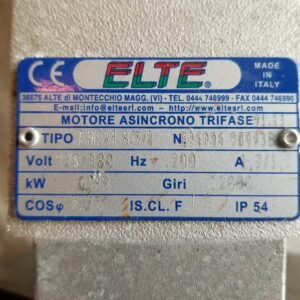 CE ELTE MADE IN ITALY
36075 ALTE di MONTECCHIO MAGG. (VI) - TEL. 0444 746999 - FAX 0444 746990
E-mail: info@eltesrl.com - http://www.eltesrl.com
MOTORE ASINCRONO TRIFASE
TIPO N.
Volt 380 Hz 200 A
kW Giri
COSφ IS.CL. F IP 54